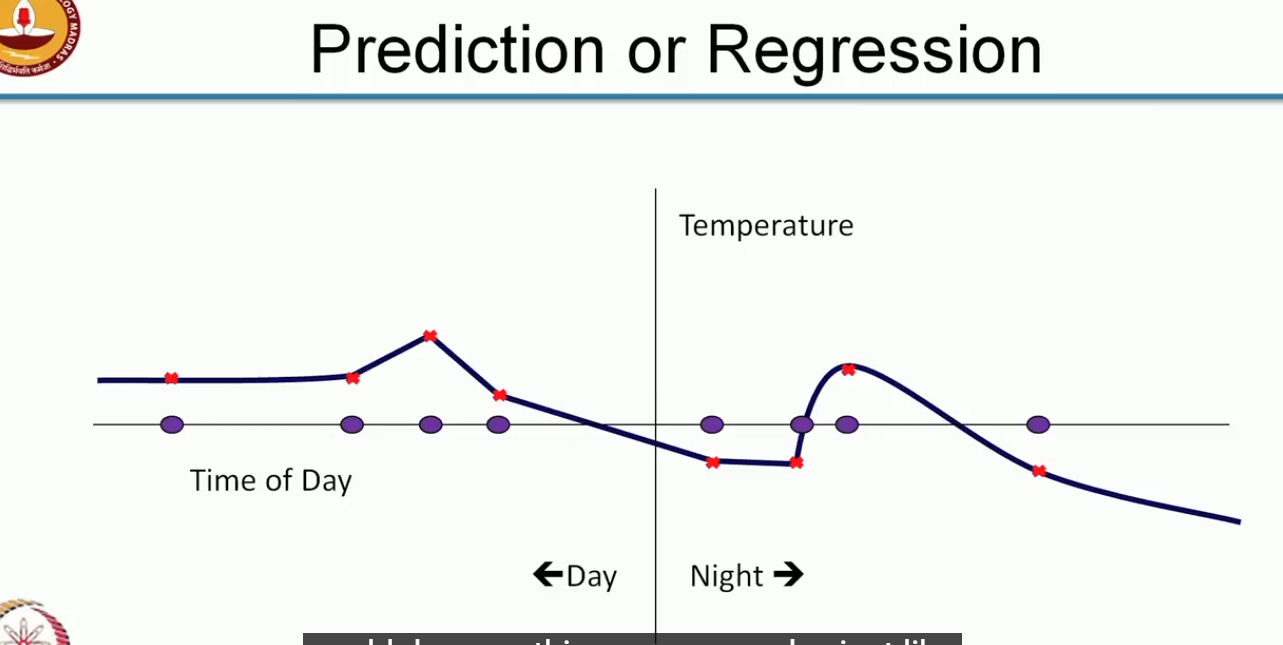 Prediction or Regression
Temperature
Time of Day
🡸Day
Night 🡺